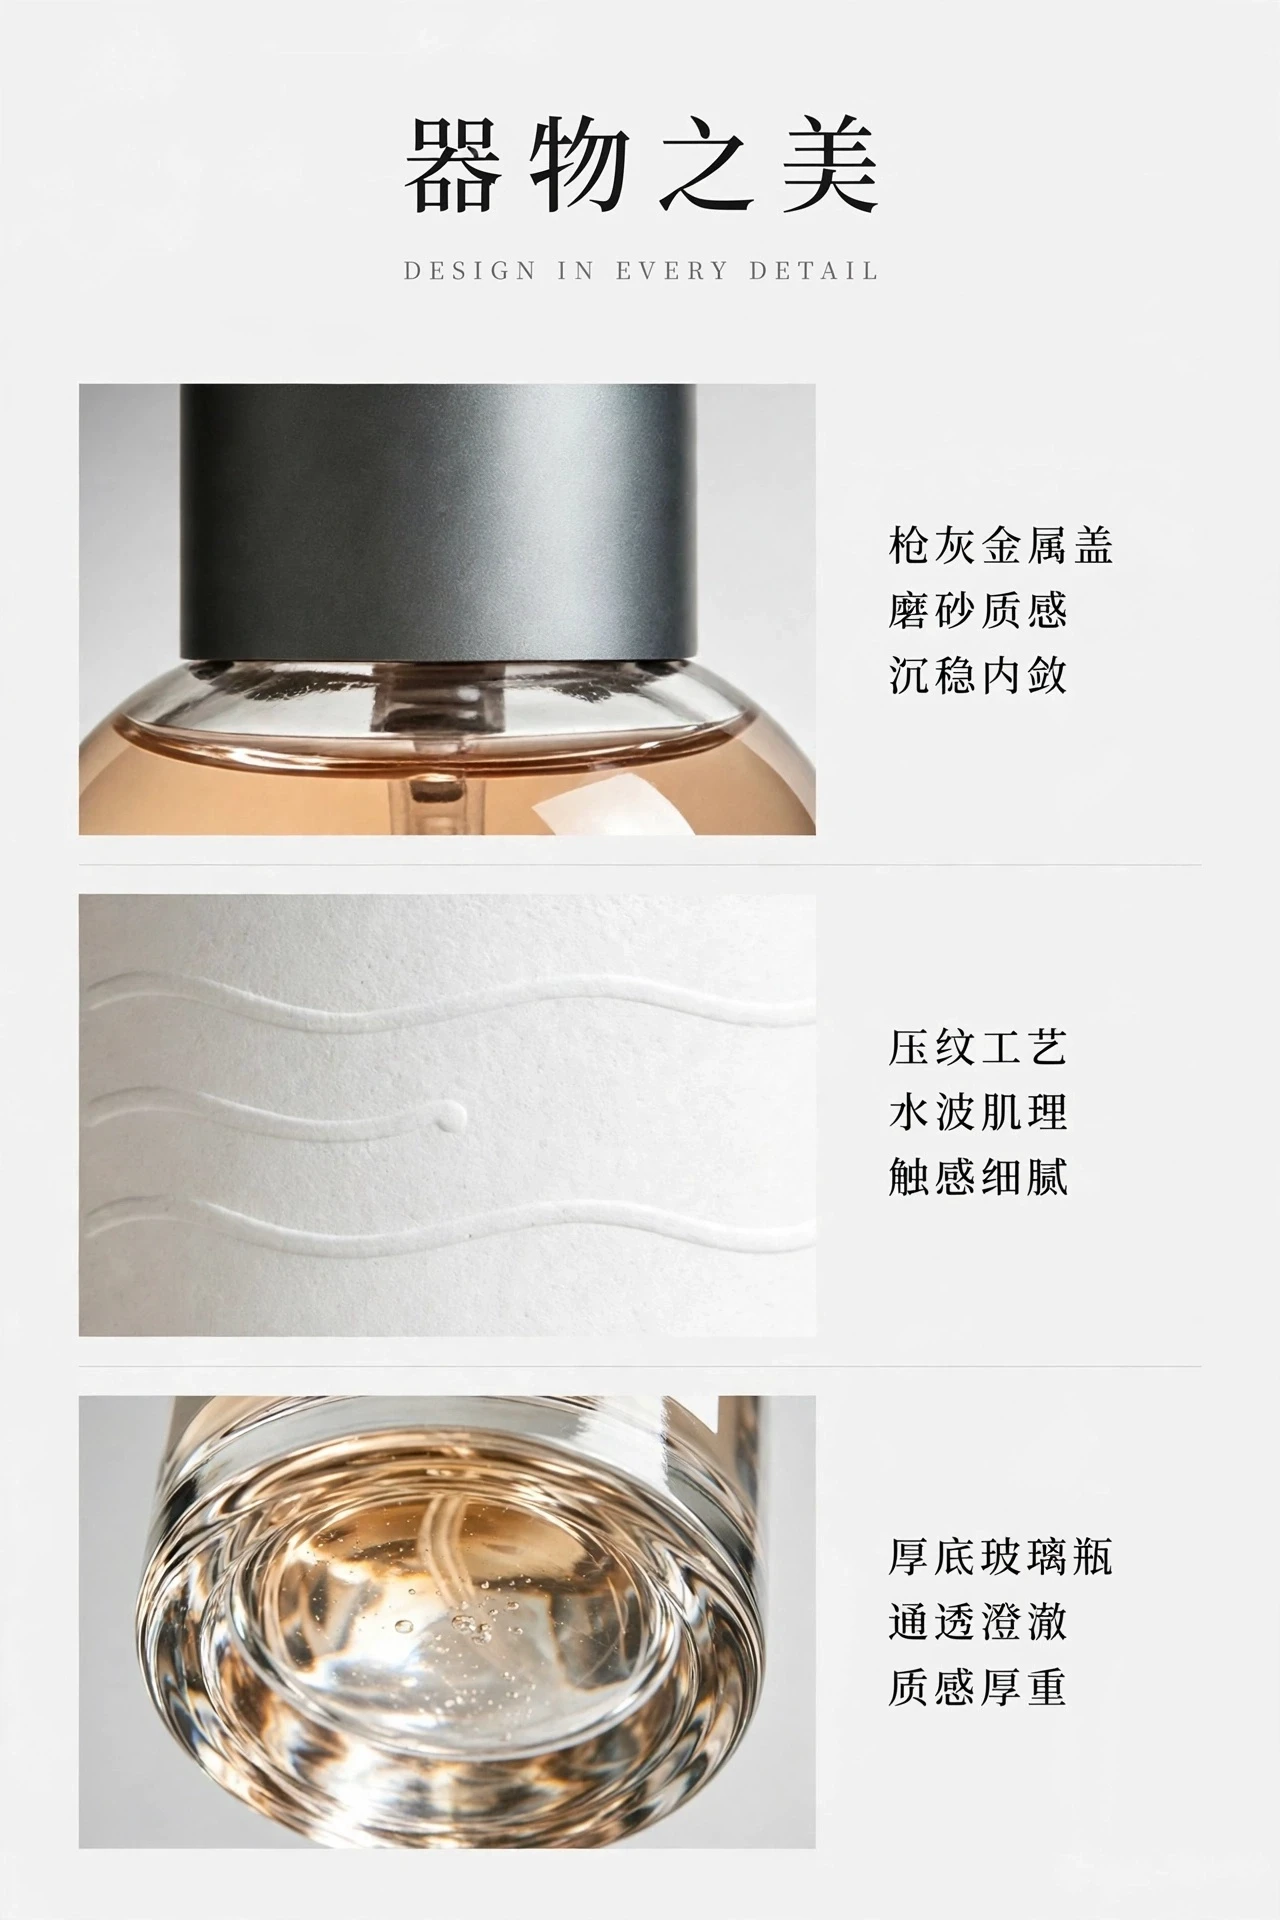 器物之美
DESIGN IN EVERY DETAIL
枪灰金属盖
磨砂质感
沉稳内敛
压纹工艺
水波肌理
触感细腻
厚底玻璃瓶
通透澄澈
质感厚重